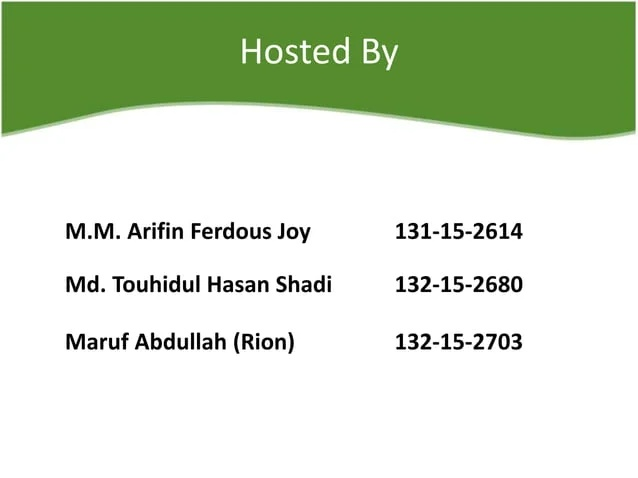 Hosted By
M.M. Arifin Ferdous Joy 131-15-2614
Md. Touhidul Hasan Shadi 132-15-2680
Maruf Abdullah (Rion) 132-15-2703